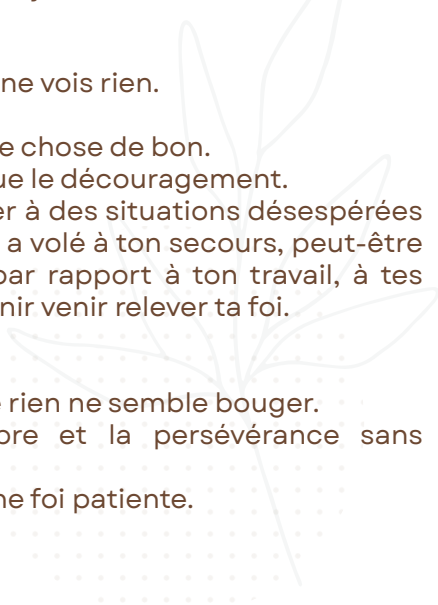 ne vois rien.
e chose de bon.
ue le découragement.
er à des situations désespérées
a volé à ton secours, peut-être
par rapport à ton travail, à tes
nir venir relever ta foi.
rien ne semble bouger.
bre et la persévérance sans
ne foi patiente.